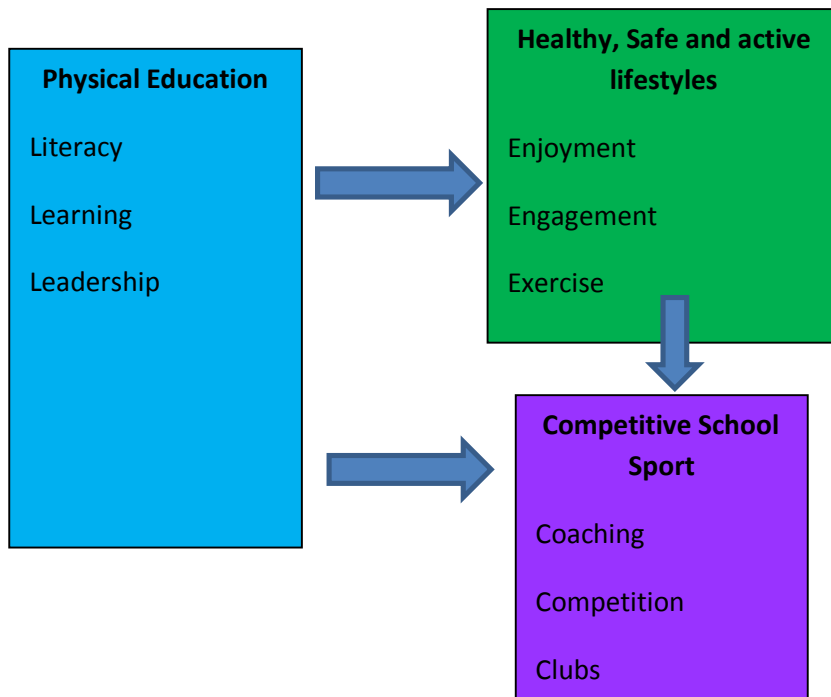 Physical Education
Literacy
Learning
Leadership
Healthy, Safe and active
lifestyles
Enjoyment
Engagement
Exercise
Competitive School
Sport
Coaching
Competition
Clubs